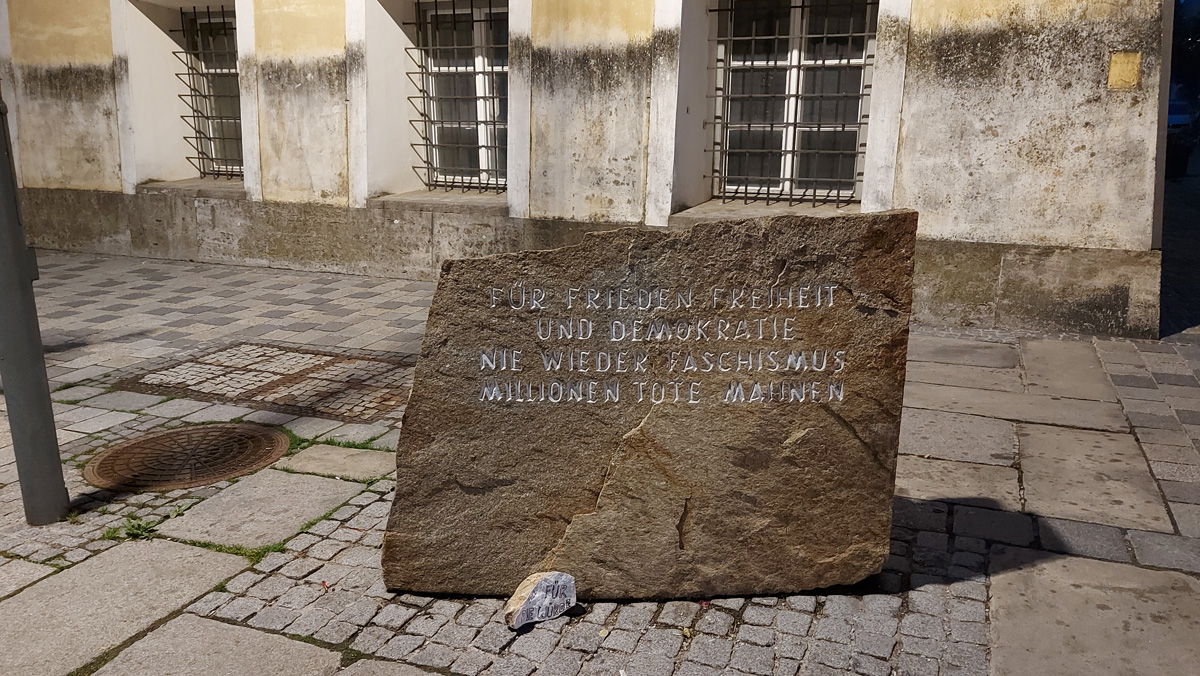 FÜR FRIEDEN FREIHEIT
UND DEMOKRATIE
NIE WIEDER FASCHISMUS
MILLIONEN TOTE MAHNEN
FÜR